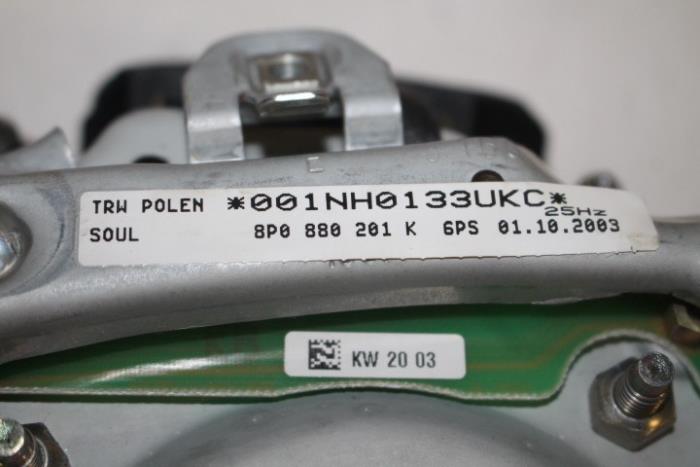 TRW POLEN *001NH0133UKC*
25Hz
SOUL 8P0 880 201 K 6PS 01.10.2003
KW 20 03